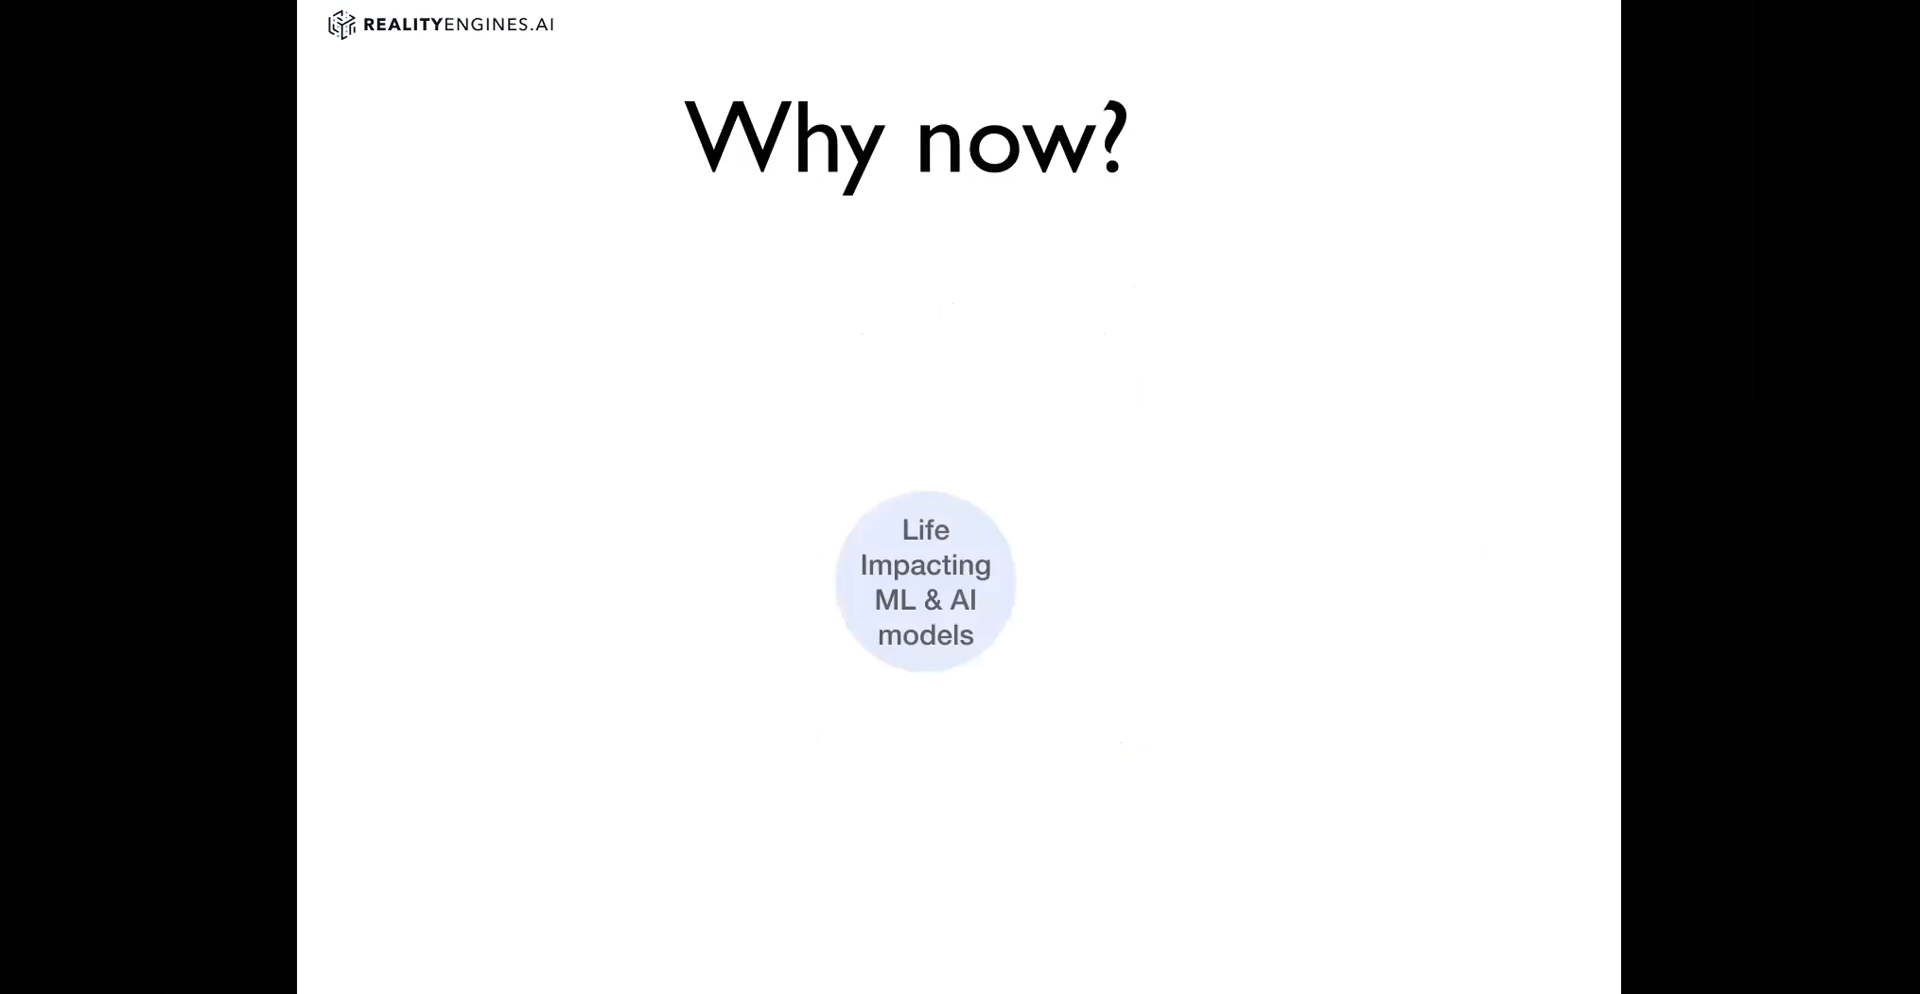 REALITYENGINES.AI
Why now?
Life
Impacting
ML & AI
models